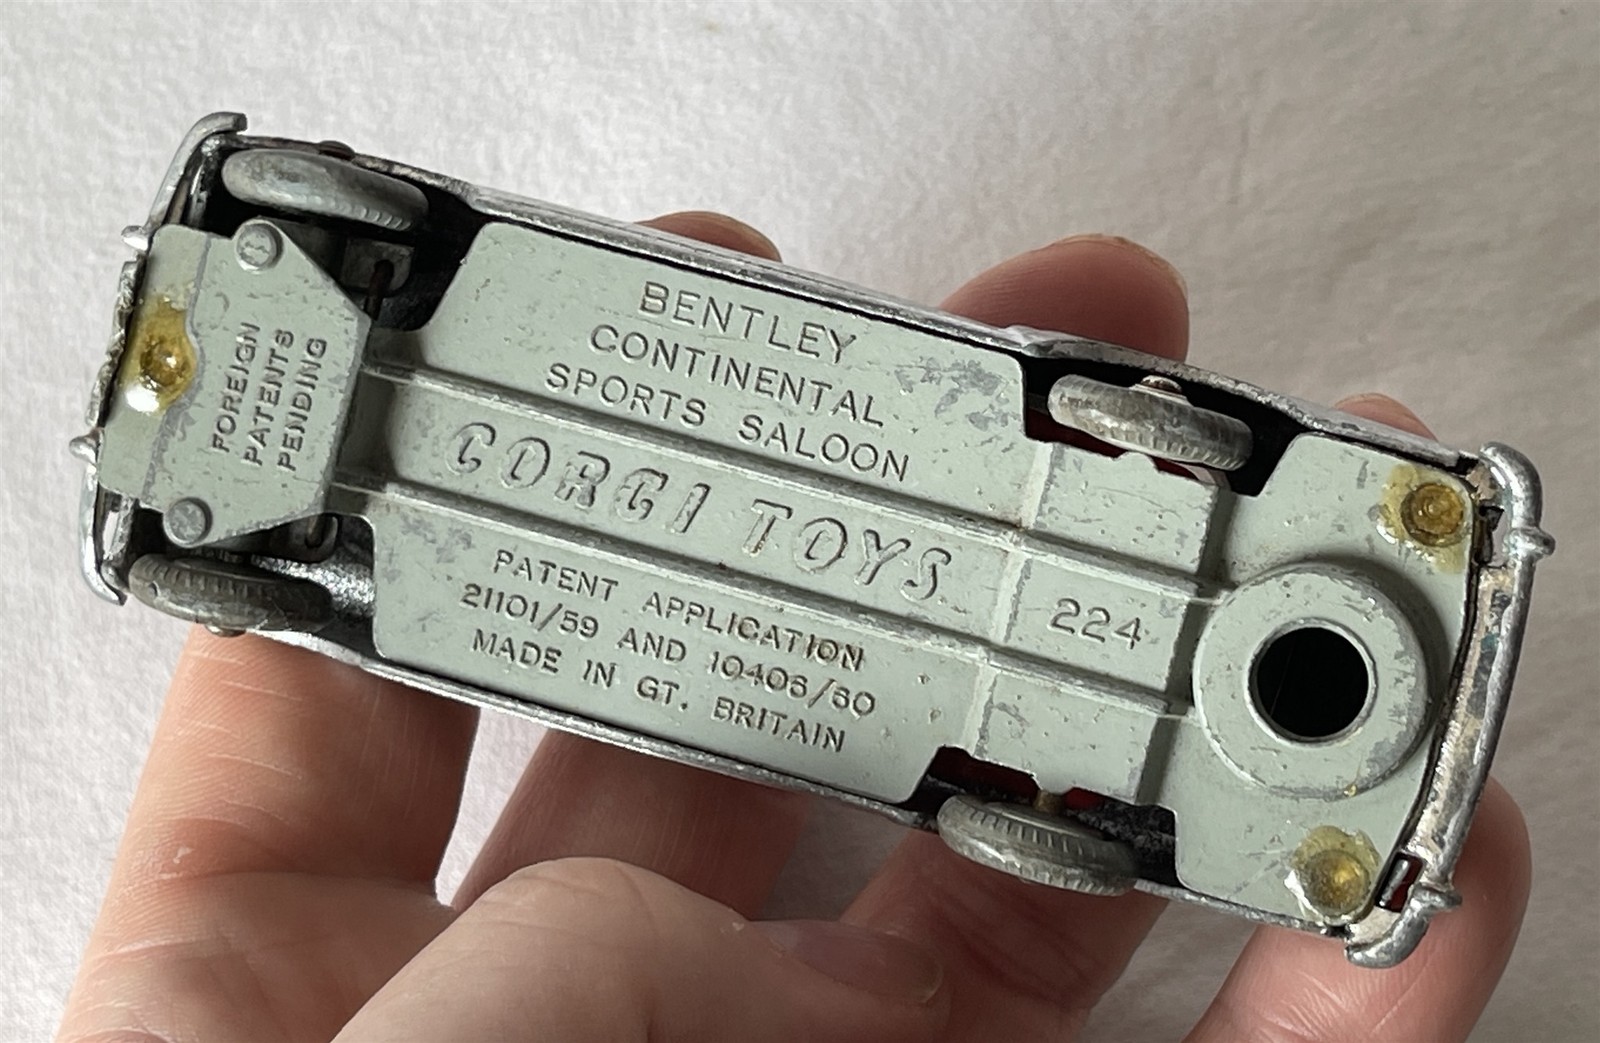 FOREIGN
PATENTS
PENDING
BENTLEY
CONTINENTAL
SPORTS SALOON
CORGI TOYS
224
PATENT APPLICATION
21101/59 AND 10406/60
MADE IN GT. BRITAIN